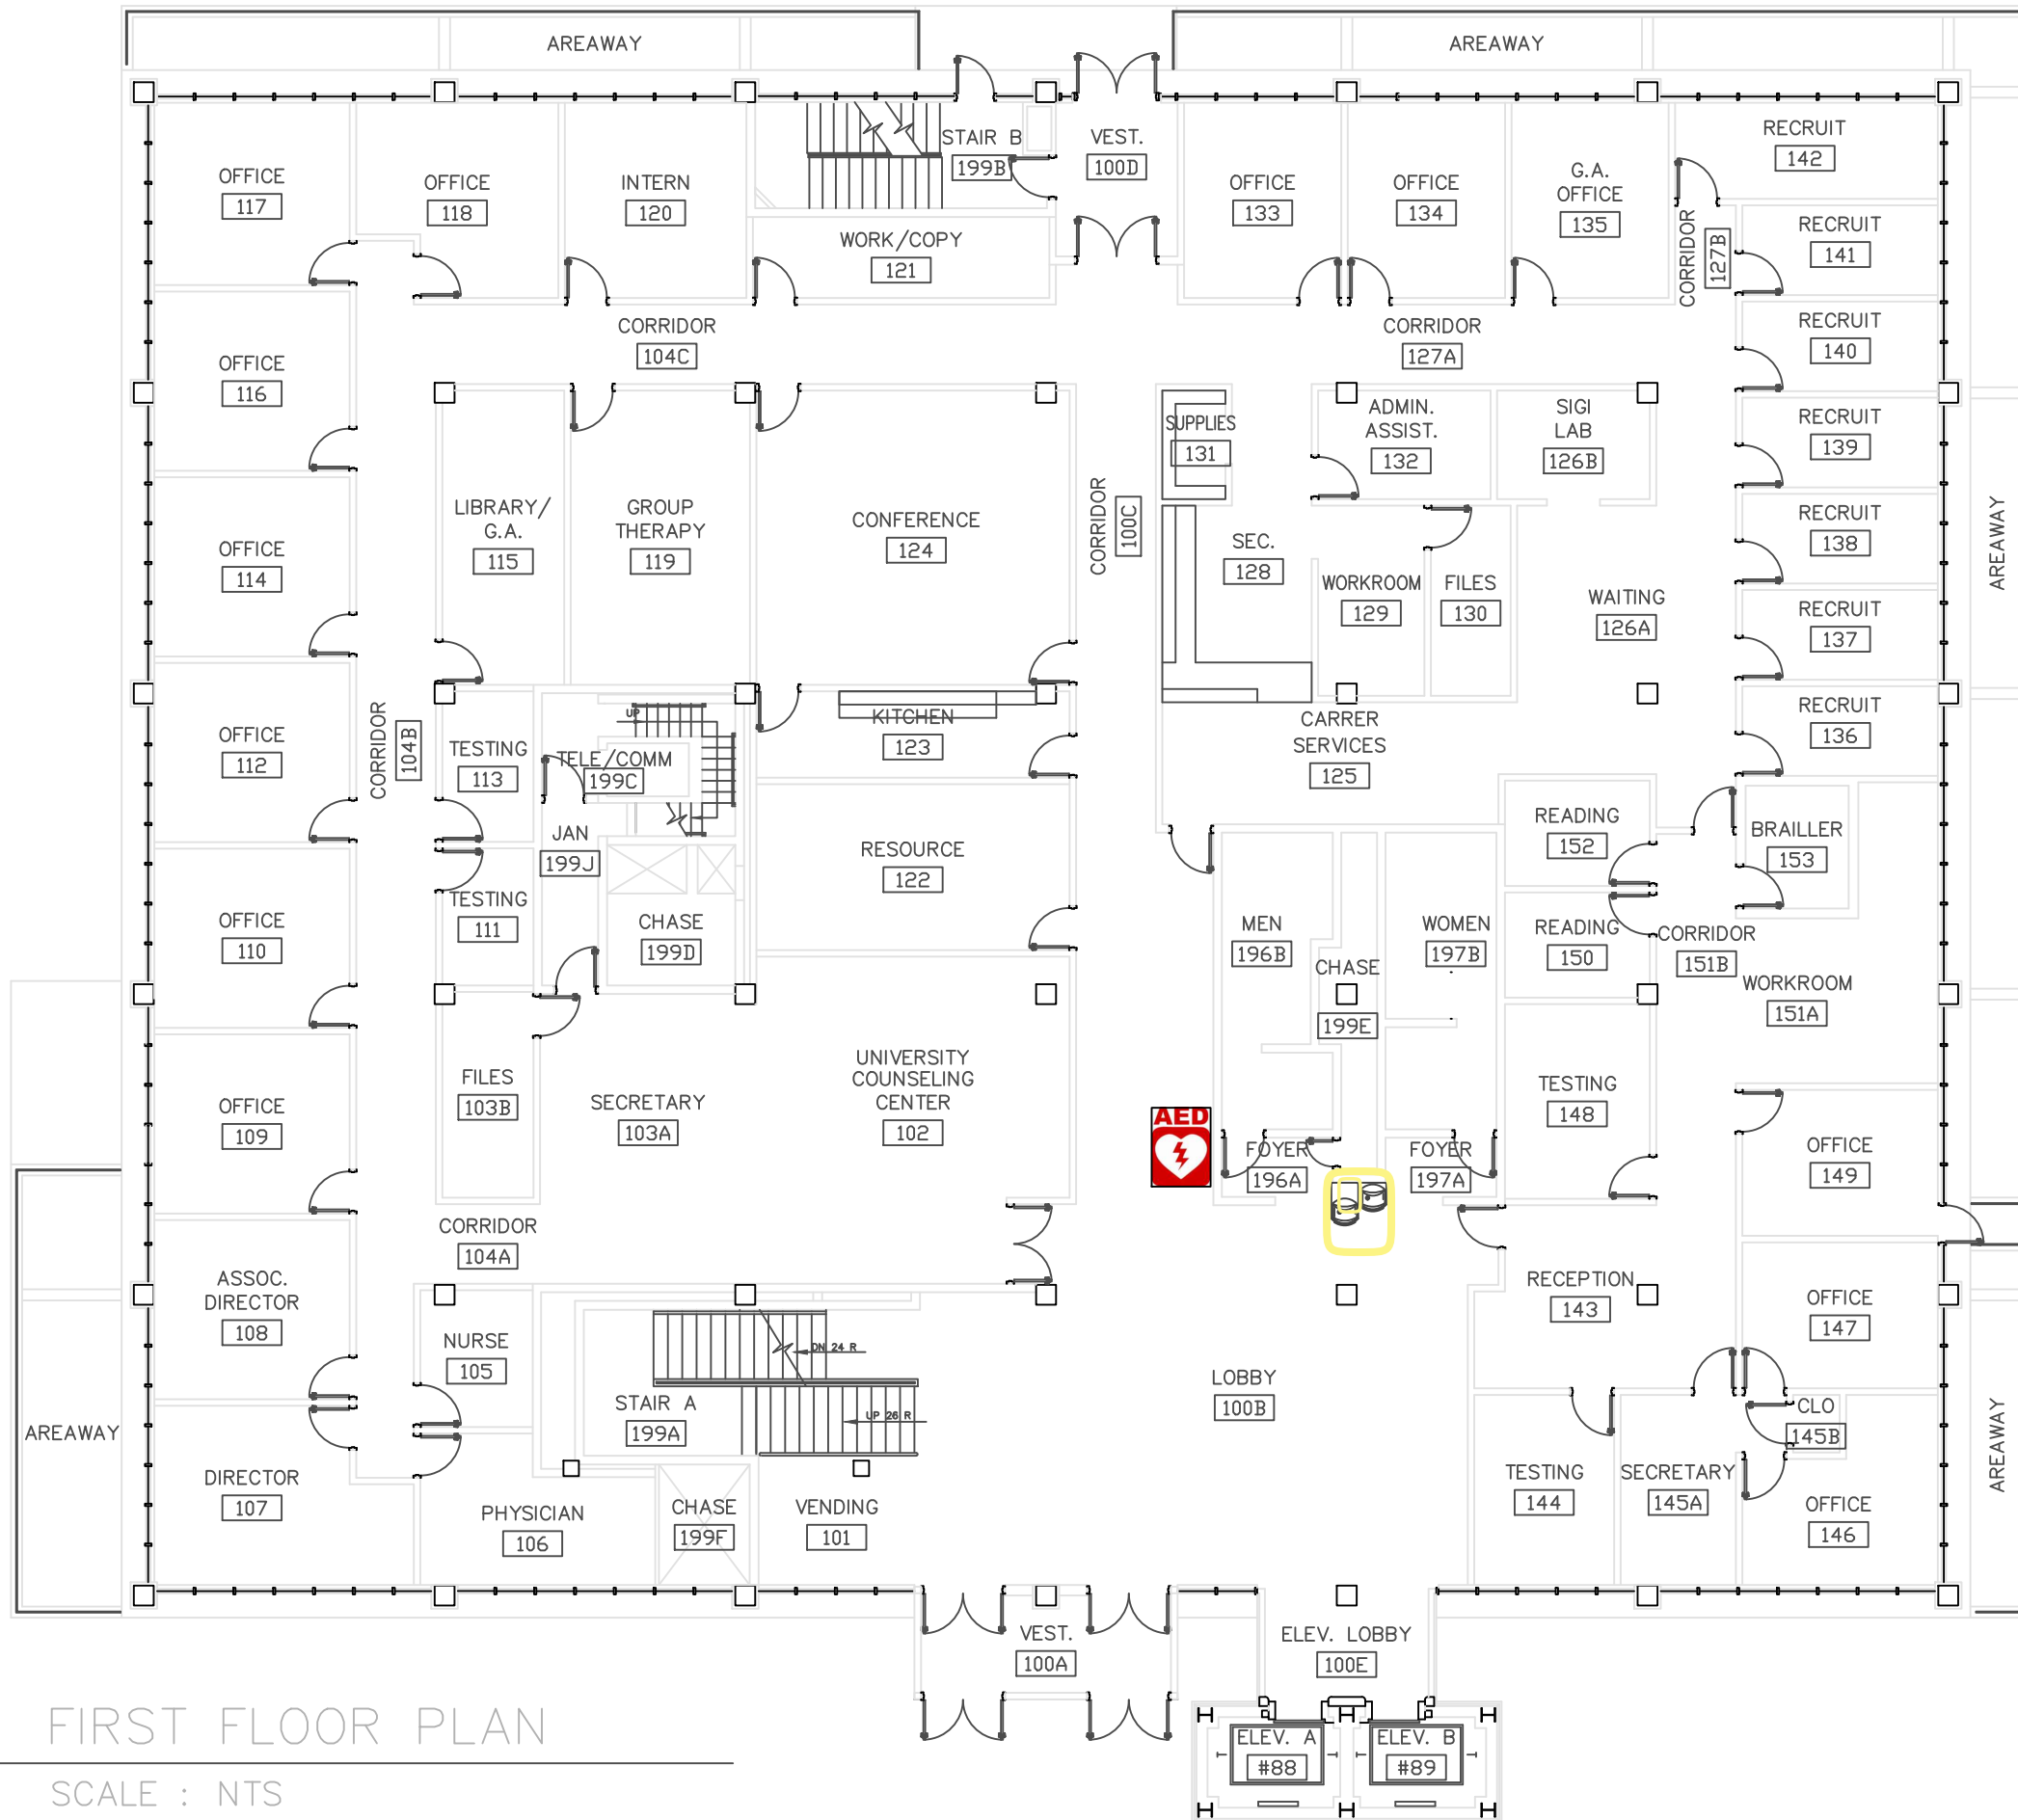 AREAWAY
AREAWAY
OFFICE
117
OFFICE
118
INTERN
120
STAIR B
199B
VEST.
100D
WORK/COPY
121
OFFICE
133
OFFICE
134
G.A.
OFFICE
135
RECRUIT
142
CORRIDOR
127B
RECRUIT
141
RECRUIT
140
RECRUIT
139
RECRUIT
138
RECRUIT
137
RECRUIT
136
CORRIDOR
104C
CORRIDOR
127A
OFFICE
116
OFFICE
114
OFFICE
112
OFFICE
110
OFFICE
109
ASSOC.
DIRECTOR
108
DIRECTOR
107
LIBRARY/
G.A.
115
GROUP
THERAPY
119
CONFERENCE
124
CORRIDOR
100C
SUPPLIES
131
ADMIN.
ASSIST.
132
SIGI
LAB
126B
SEC.
128
WORKROOM
129
FILES
130
WAITING
126A
AREAWAY
CORRIDOR
104B
TESTING
113
UP
TELE/COMM
199C
KITCHEN
123
CARRER
SERVICES
125
JAN
199J
RESOURCE
122
READING
152
BRAILLER
153
TESTING
111
CHASE
199D
MEN
196B
WOMEN
197B
READING
150
CORRIDOR
151B
CHASE
199E
WORKROOM
151A
FILES
103B
SECRETARY
103A
UNIVERSITY
COUNSELING
CENTER
102
AED
FOYER
196A
FOYER
197A
TESTING
148
OFFICE
149
CORRIDOR
104A
RECEPTION
143
OFFICE
147
NURSE
105
DN 24 R
STAIR A
199A
UP 26 R
LOBBY
100B
CLO
145B
AREAWAY
AREAWAY
PHYSICIAN
106
CHASE
199F
VENDING
101
TESTING
144
SECRETARY
145A
OFFICE
146
VEST.
100A
ELEV. LOBBY
100E
ELEV. A
#88
ELEV. B
#89
FIRST FLOOR PLAN
SCALE : NTS